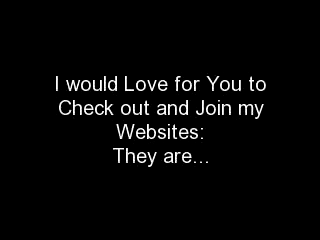 I would Love for You to
Check out and Join my
Websites:
They are...